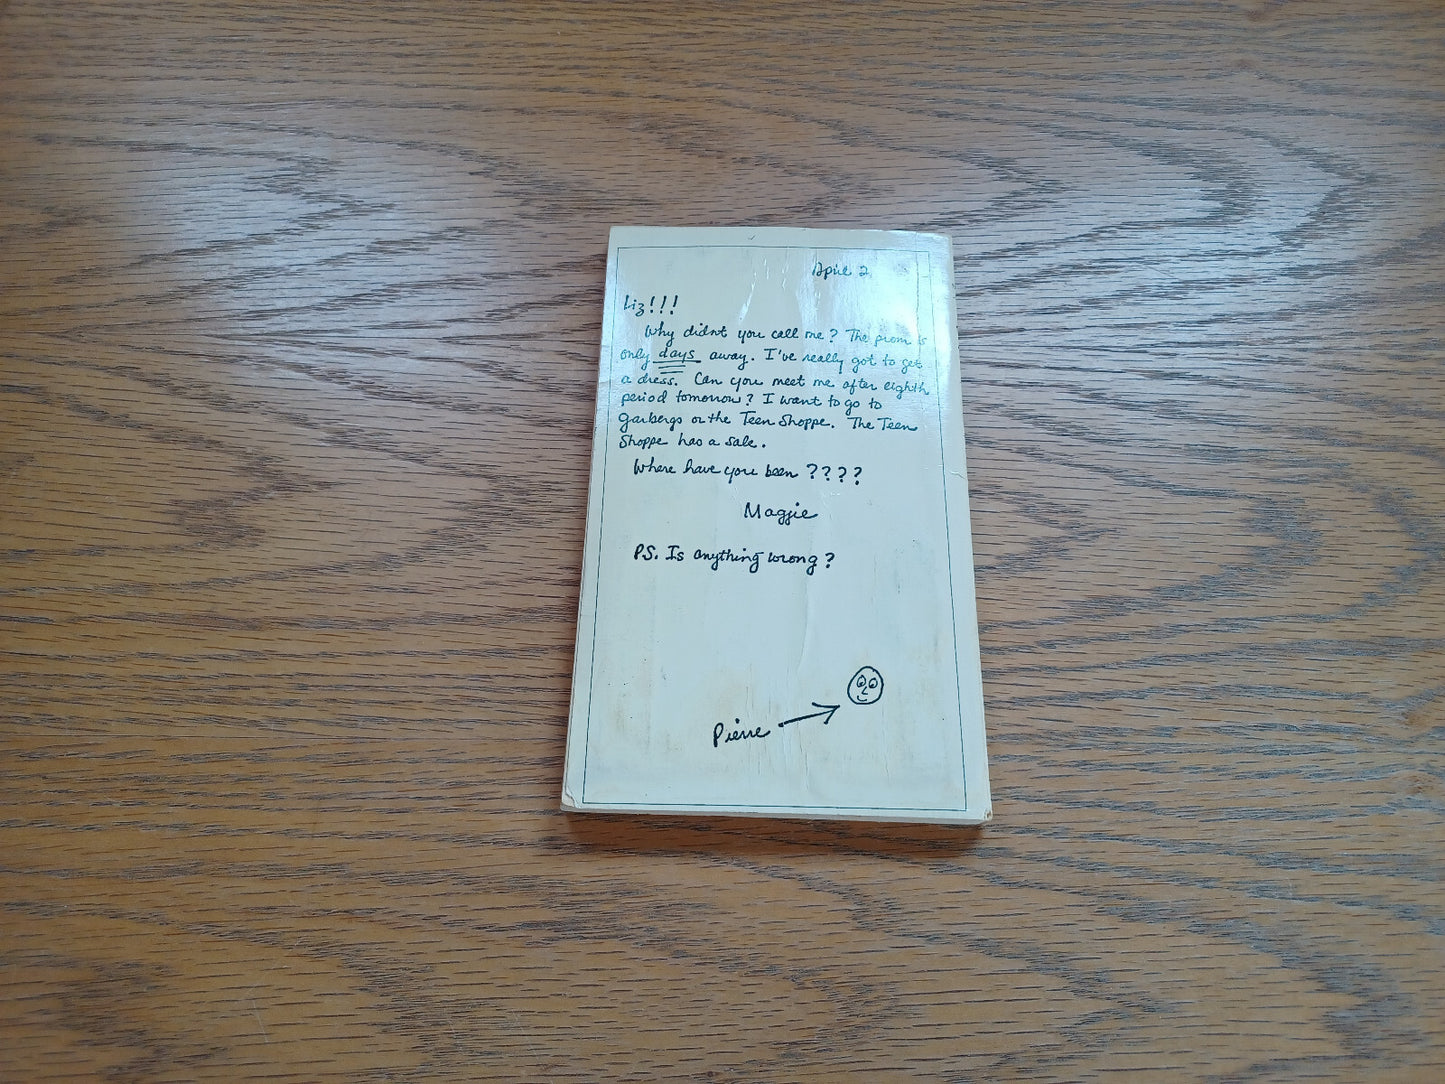 April 2
Liz!!!
Why didn't you call me? The prom is
only days away. I've really got to get
a dress. Can you meet me after eighth
period tomorrow? I want to go to
Garbergs or the Teen Shoppe. The Teen
Shoppe has a sale.
Where have you been ????
Maggie
PS. Is anything wrong?
Pierre